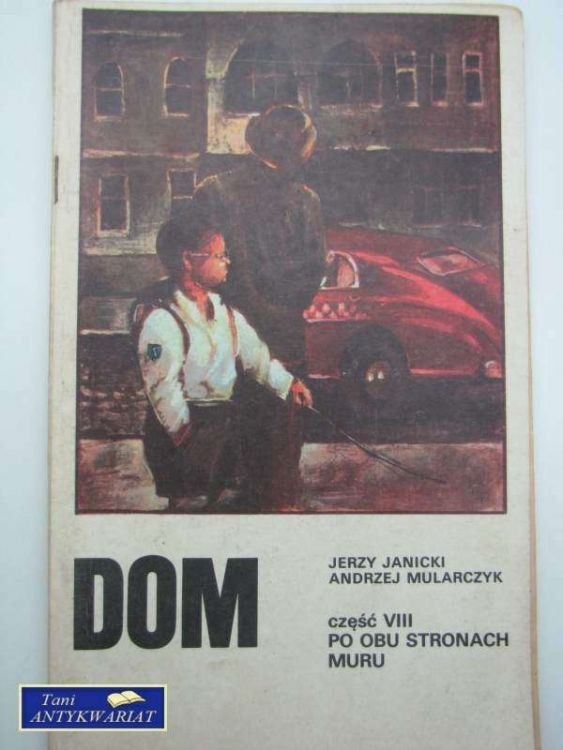 DOM
JERZY JANICKI
ANDRZEJ MULARCZYK
część VIII
PO OBU STRONACH
MURU
Tani
ANTYKWARIAT